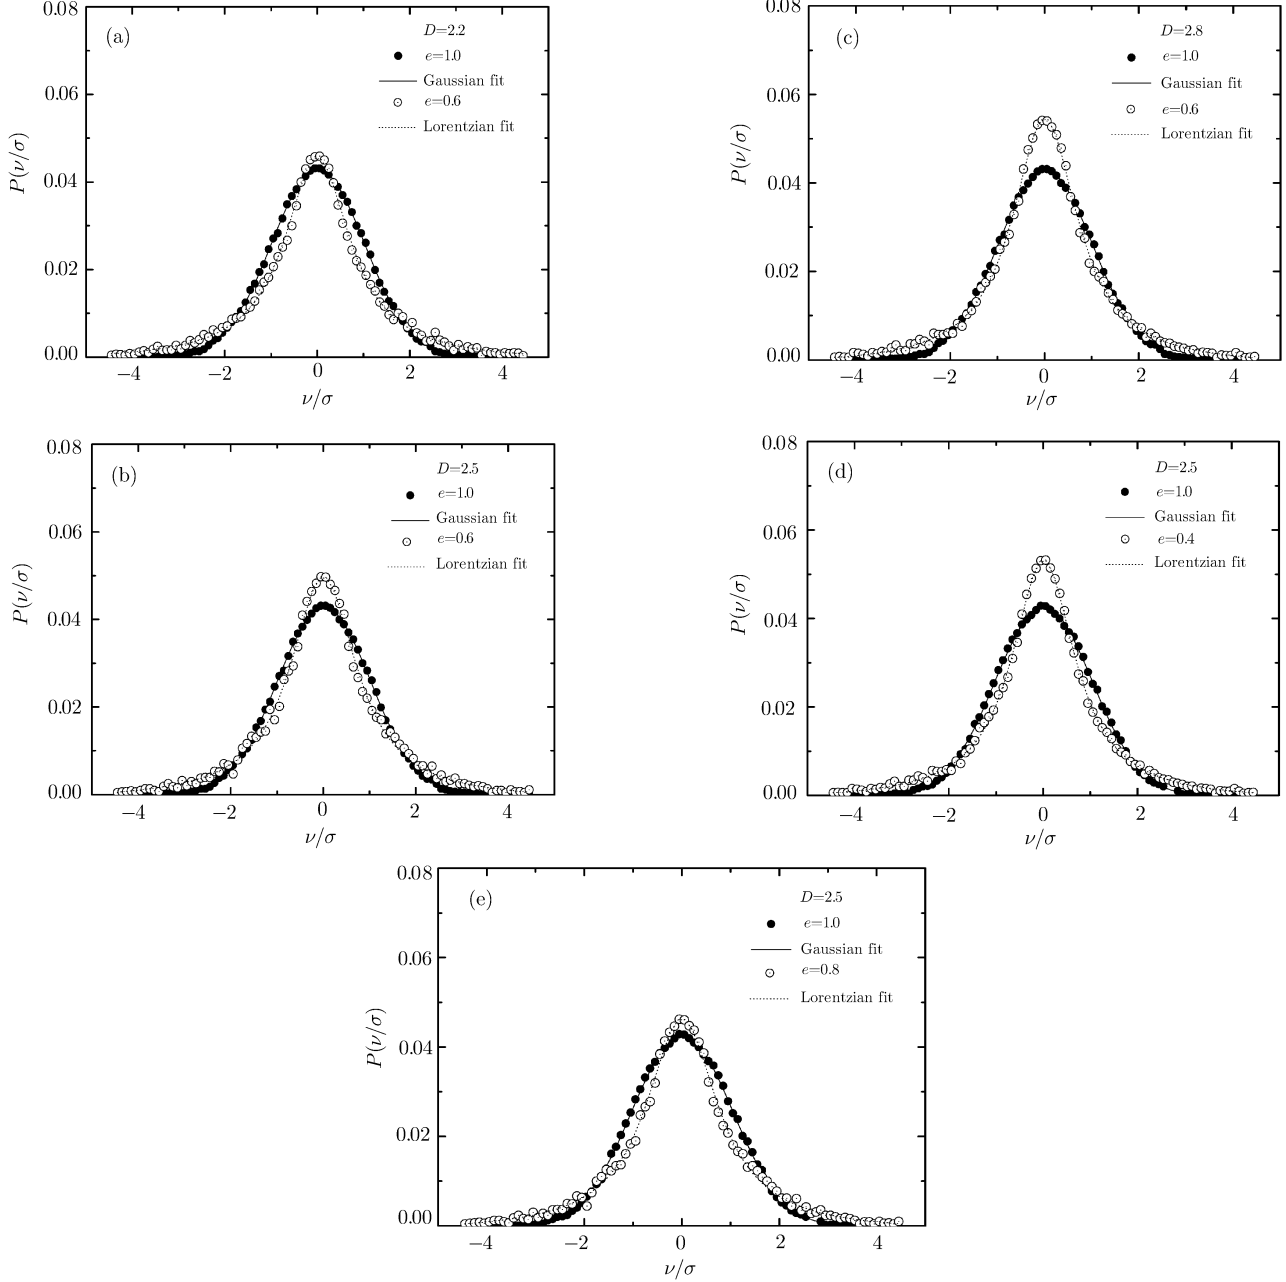 (a)
D=2.2
e=1.0
Gaussian fit
e=0.6
Lorentzian fit
0.08
0.06
0.04
0.02
0.00
P(ν/σ)
−4 −2 0 2 4
ν/σ
(c)
D=2.8
e=1.0
Gaussian fit
e=0.6
Lorentzian fit
0.08
0.06
0.04
0.02
0.00
P(ν/σ)
−4 −2 0 2 4
ν/σ
(b)
D=2.5
e=1.0
Gaussian fit
e=0.6
Lorentzian fit
0.08
0.06
0.04
0.02
0.00
P(ν/σ)
−4 −2 0 2 4
ν/σ
(d)
D=2.5
e=1.0
Gaussian fit
e=0.4
Lorentzian fit
0.08
0.06
0.04
0.02
0.00
P(ν/σ)
−4 −2 0 2 4
ν/σ
(e)
D=2.5
e=1.0
Gaussian fit
e=0.8
Lorentzian fit
0.08
0.06
0.04
0.02
0.00
P(ν/σ)
−4 −2 0 2 4
ν/σ